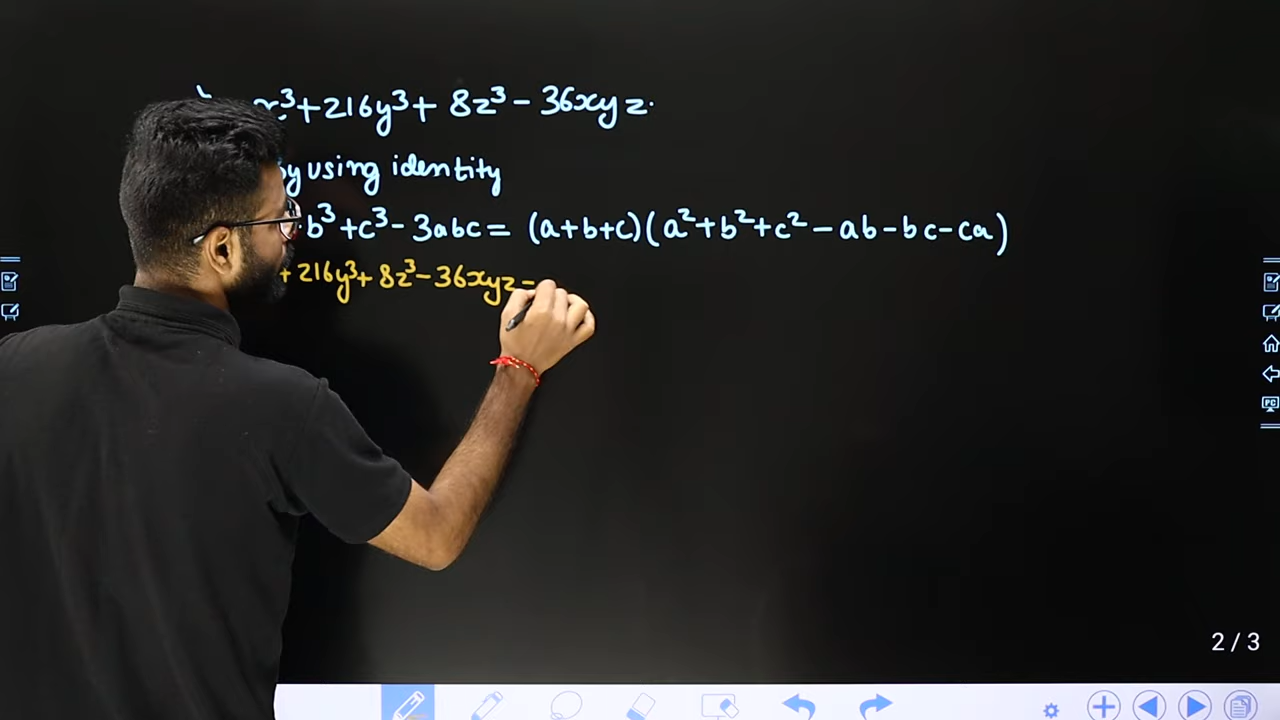 x³+216y³+ 8z³- 36xyz.
by using identity
b³+c³- 3abc= (a+b+c)(a²+b²+c²-ab-bc-ca)
+ 216y³+ 8z³- 36xyz=
2 / 3
PC